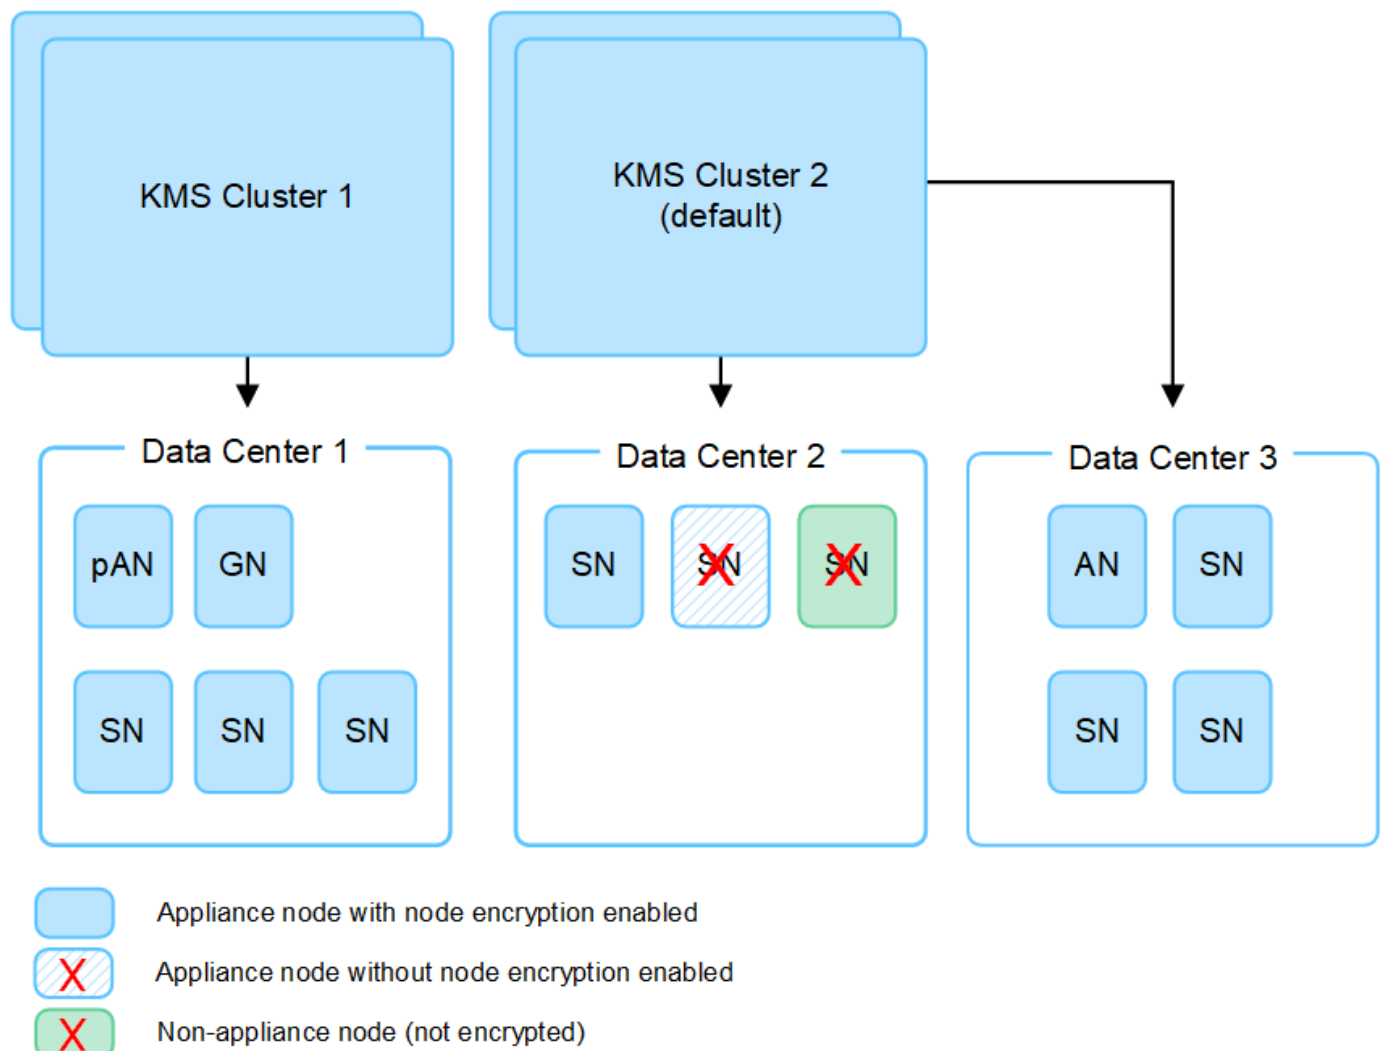 KMS Cluster 1
KMS Cluster 2
(default)
Data Center 1
pAN
GN
SN
SN
SN
Data Center 2
SN
SN
SN
Data Center 3
AN
SN
SN
SN
Appliance node with node encryption enabled
X
Appliance node without node encryption enabled
X
Non-appliance node (not encrypted)